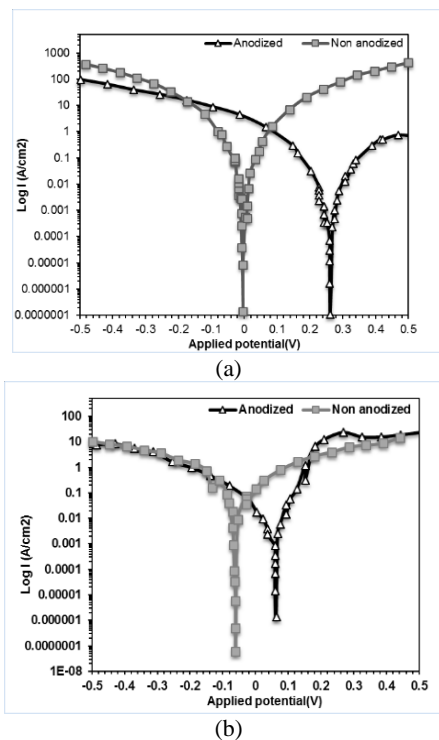 Anodized
Non anodized
1000
100
10
1
0.1
0.01
0.001
0.0001
0.00001
0.000001
0.0000001
Log I (A/cm2)
-0.5 -0.4 -0.3 -0.2 -0.1 0 0.1 0.2 0.3 0.4 0.5
Applied potential(V)
(a)
Anodized
Non anodized
100
10
1
0.1
0.01
0.001
0.0001
0.00001
0.000001
0.0000001
1E-08
Log I (A/cm2)
-0.5 -0.4 -0.3 -0.2 -0.1 0 0.1 0.2 0.3 0.4 0.5
Applied potential(V)
(b)